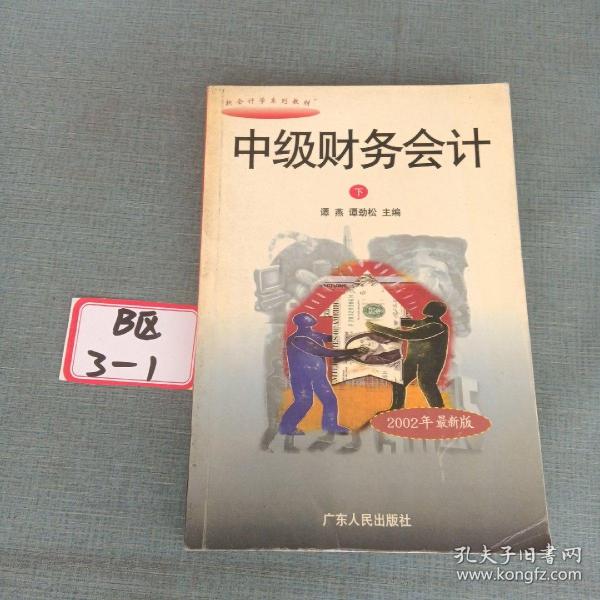 新会计学系列教材"
中级财务会计
下
谭 燕 谭劲松 主编
2002年最新版
广东人民出版社
B区
3-1
孔夫子旧书网
www.kongfz.com